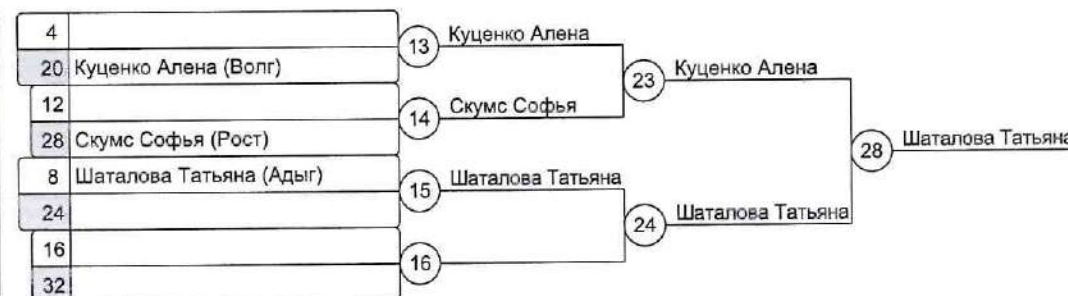 4
20 Куценко Алена (Волг)
12
28 Скумс Софья (Рост)
8 Шаталова Татьяна (Адыг)
24
16
32
13 Куценко Алена
14 Скумс Софья
15 Шаталова Татьяна
16
23 Куценко Алена
24 Шаталова Татьяна
28 Шаталова Татьяна